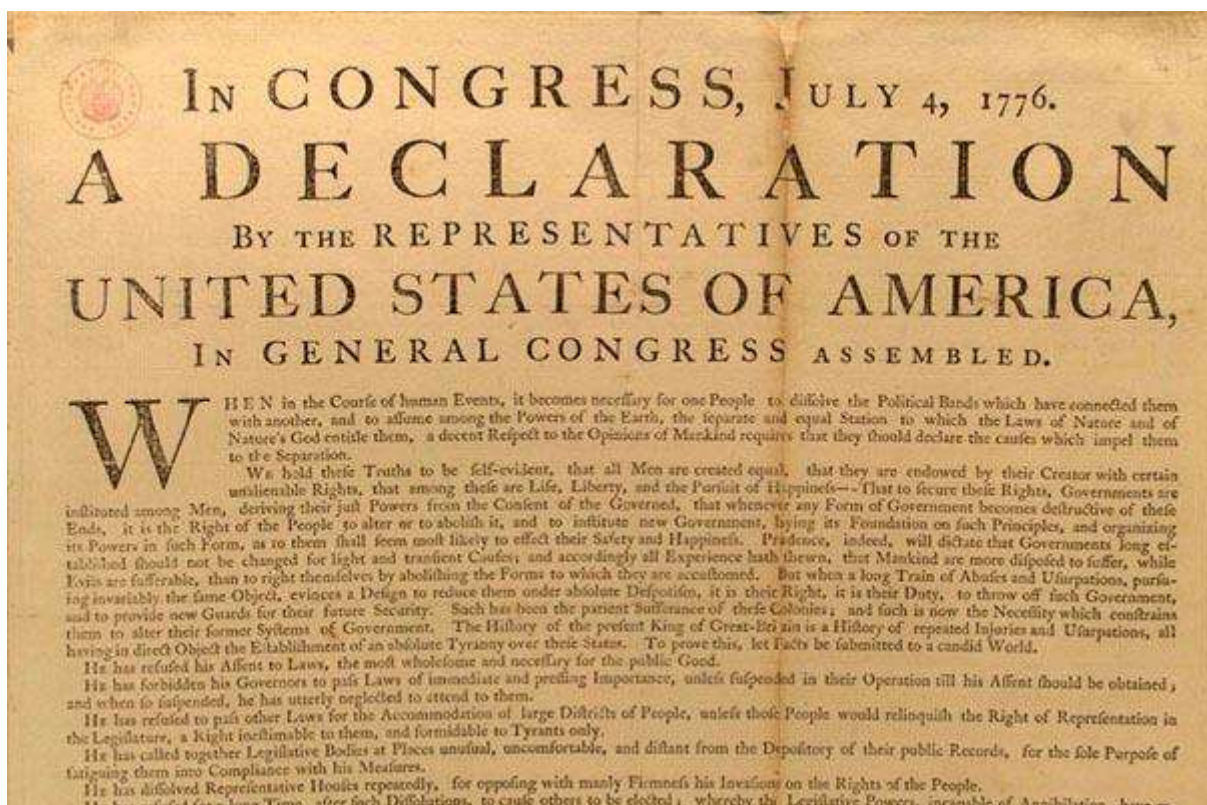 IN CONGRESS, JULY 4, 1776.
A DECLARATION
BY THE REPRESENTATIVES OF THE
UNITED STATES OF AMERICA,
IN GENERAL CONGRESS ASSEMBLED.
WHEN in the Courſe of human Events, it becomes neceſſary for one People to diſſolve the Political Bands which have connected them
with another, and to aſſume among the Powers of the Earth, the ſeparate and equal Station to which the Laws of Nature and of
Nature's God entitle them, a decent Reſpect to the Opinions of Mankind requires that they ſhould declare the cauſes which impel them
to the Separation.
WE hold theſe Truths to be ſelf-evident, that all Men are created equal, that they are endowed by their Creator with certain
unalienable Rights, that among theſe are Life, Liberty, and the Purſuit of Happineſs—-That to ſecure theſe Rights, Governments are
inſtituted among Men, deriving their juſt Powers from the Conſent of the Governed, that whenever any Form of Government becomes deſtructive of theſe
Ends, it is the Right of the People to alter or to aboliſh it, and to inſtitute new Government, laying its Foundation on ſuch Principles, and organizing
its Powers in ſuch Form, as to them ſhall ſeem moſt likely to effect their Safety and Happineſs. Prudence, indeed, will dictate that Governments long eſ-
tabliſhed ſhould not be changed for light and tranſient Cauſes; and accordingly all Experience hath ſhewn, that Mankind are more diſpoſed to ſuffer, while
Evils are ſufferable, than to right themſelves by aboliſhing the Forms to which they are accuſtomed. But when a long Train of Abuſes and Uſurpations, purſu-
ing invariably the ſame Object, evinces a Deſign to reduce them under abſolute Deſpotiſm, it is their Right, it is their Duty, to throw off ſuch Government,
and to provide new Guards for their future Security. Such has been the patient Sufferance of theſe Colonies; and ſuch is now the Neceſſity which conſtrains
them to alter their former Syſtems of Government. The Hiſtory of the preſent King of Great-Britain is a Hiſtory of repeated Injuries and Uſurpations, all
having in direct Object the Eſtabliſhment of an abſolute Tyranny over theſe States. To prove this, let Facts be ſubmitted to a candid World.
HE has refuſed his Aſſent to Laws, the moſt wholeſome and neceſſary for the public Good.
HE has forbidden his Governors to paſs Laws of immediate and preſſing Importance, unleſs ſuſpended in their Operation till his Aſſent ſhould be obtained;
and when ſo ſuſpended, he has utterly neglected to attend to them.
HE has refuſed to paſs other Laws for the Accommodation of large Diſtricts of People, unleſs thoſe People would relinquiſh the Right of Repreſentation in
the Legiſlature, a Right ineſtimable to them, and formidable to Tyrants only.
HE has called together Legiſlative Bodies at Places unuſual, uncomfortable, and diſtant from the Depoſitory of their public Records, for the ſole Purpoſe of
fatiguing them into Compliance with his Meaſures.
HE has diſſolved Repreſentative Houſes repeatedly, for oppoſing with manly Firmneſs his Invaſions on the Rights of the People.
HE has refuſed for a long Time, after ſuch Diſſolutions, to cauſe others to be elected; whereby the Legiſlative Powers, incapable of Annihilation, have